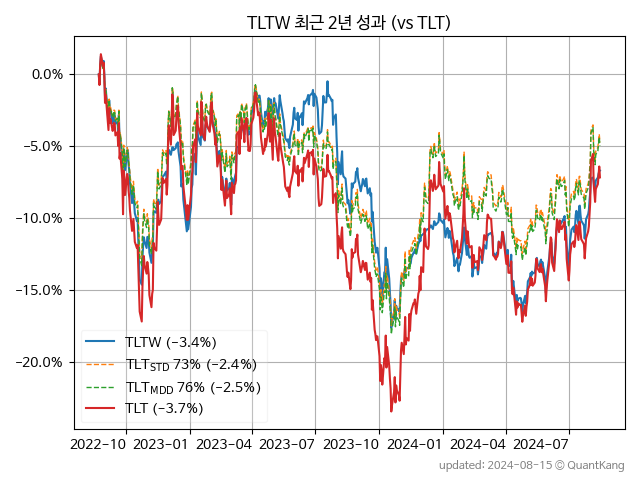 TLTW 최근 2년 성과 (vs TLT)
0.0%
−5.0%
−10.0%
−15.0%
−20.0%
TLTW (−3.4%)
TLT_STD 73% (−2.4%)
TLT_MDD 76% (−2.5%)
TLT (−3.7%)
2022-10 2023-01 2023-04 2023-07 2023-10 2024-01 2024-04 2024-07
updated: 2024-08-15 © QuantKang